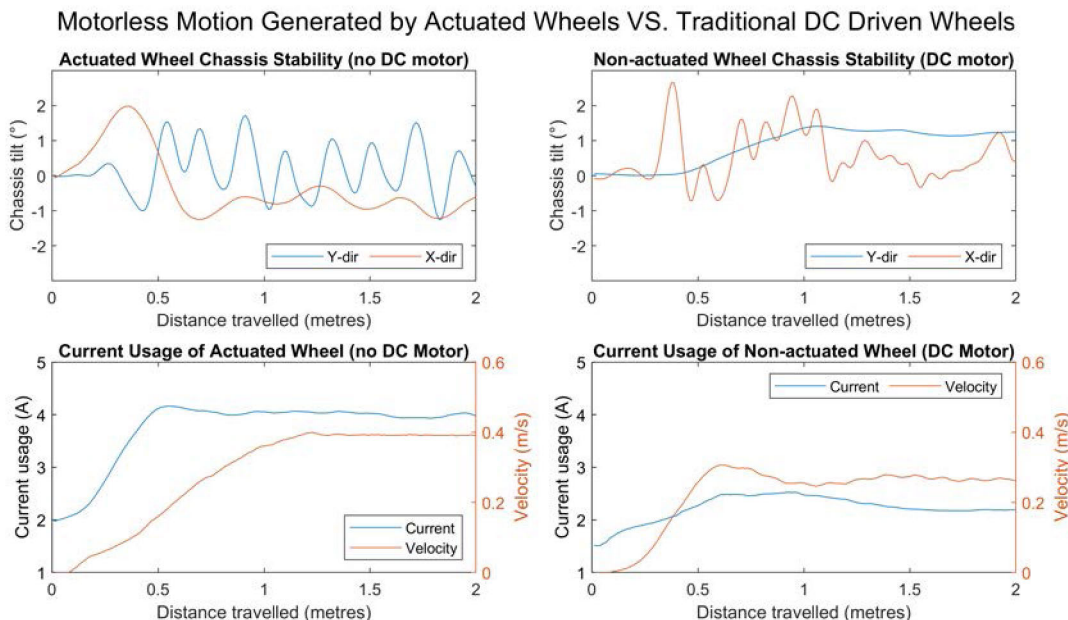 Motorless Motion Generated by Actuated Wheels VS. Traditional DC Driven Wheels
Actuated Wheel Chassis Stability (no DC motor)
Chassis tilt (°)
2
1
0
-1
-2
Y-dir
X-dir
0
0.5
1
1.5
2
Distance travelled (metres)
Non-actuated Wheel Chassis Stability (DC motor)
Chassis tilt (°)
2
1
0
-1
-2
Y-dir
X-dir
0
0.5
1
1.5
2
Distance travelled (metres)
Current Usage of Actuated Wheel (no DC Motor)
Current usage (A)
5
4
3
2
1
Current
Velocity
0.6
0.4
0.2
0
Velocity (m/s)
0
0.5
1
1.5
2
Distance travelled (metres)
Current Usage of Non-actuated Wheel (DC Motor)
Current usage (A)
5
4
3
2
1
Current
Velocity
0.6
0.4
0.2
0
Velocity (m/s)
0
0.5
1
1.5
2
Distance travelled (metres)